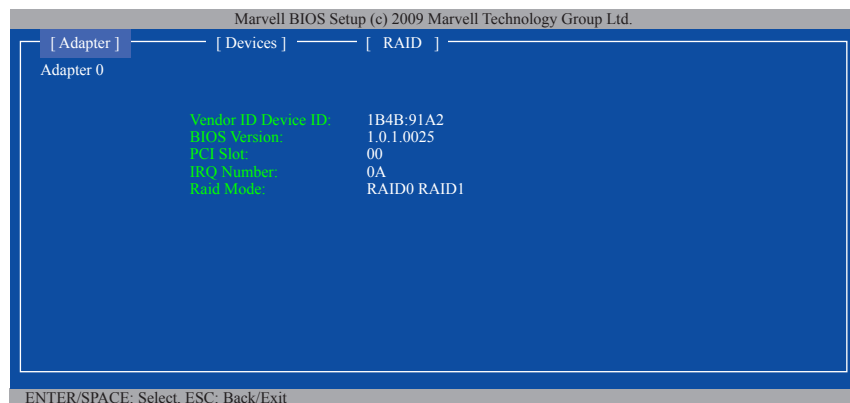 Marvell BIOS Setup (c) 2009 Marvell Technology Group Ltd.
[ Adapter ] [ Devices ] [ RAID ]
Adapter 0
Vendor ID Device ID: 1B4B:91A2
BIOS Version: 1.0.1.0025
PCI Slot: 00
IRQ Number: 0A
Raid Mode: RAID0 RAID1
ENTER/SPACE: Select, ESC: Back/Exit